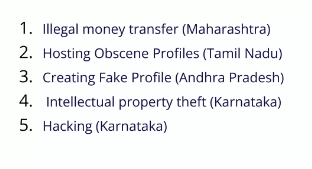 1. Illegal money transfer (Maharashtra)
2. Hosting Obscene Profiles (Tamil Nadu)
3. Creating Fake Profile (Andhra Pradesh)
4. Intellectual property theft (Karnataka)
5. Hacking (Karnataka)